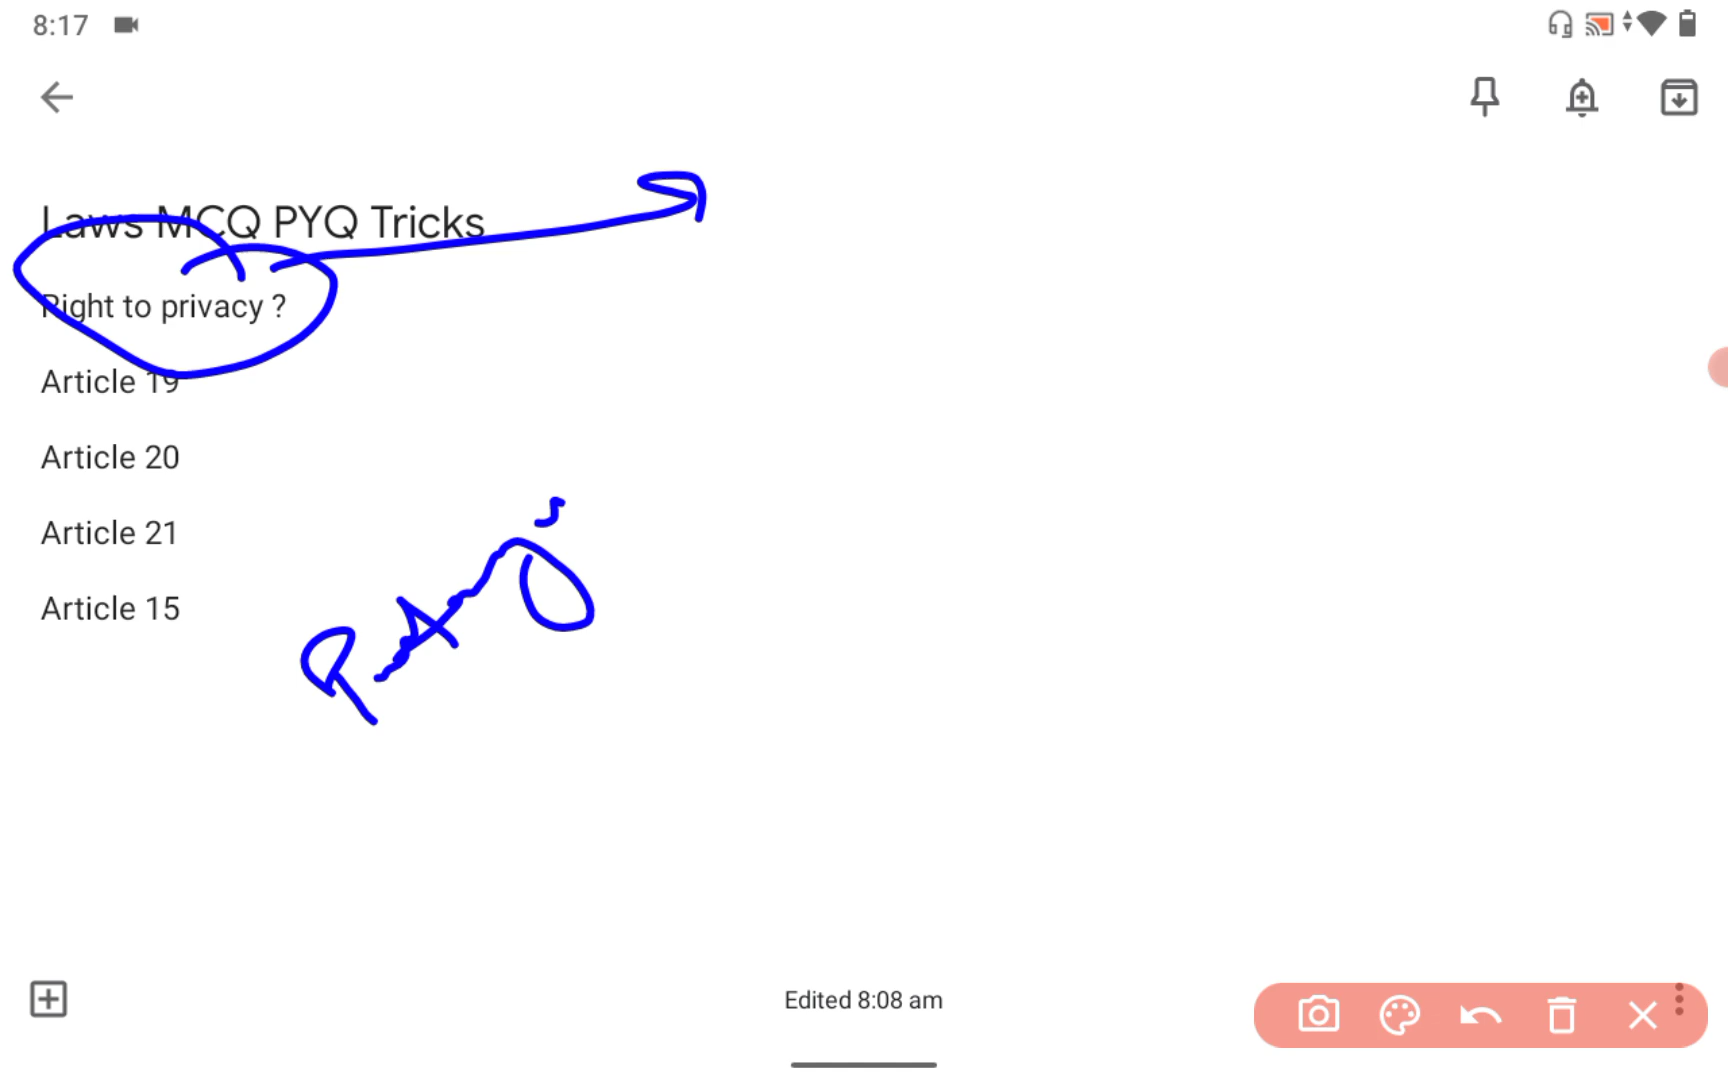 8:17
Laws MCQ PYQ Tricks
Right to privacy ?
Article 19
Article 20
Article 21
Article 15
Edited 8:08 am